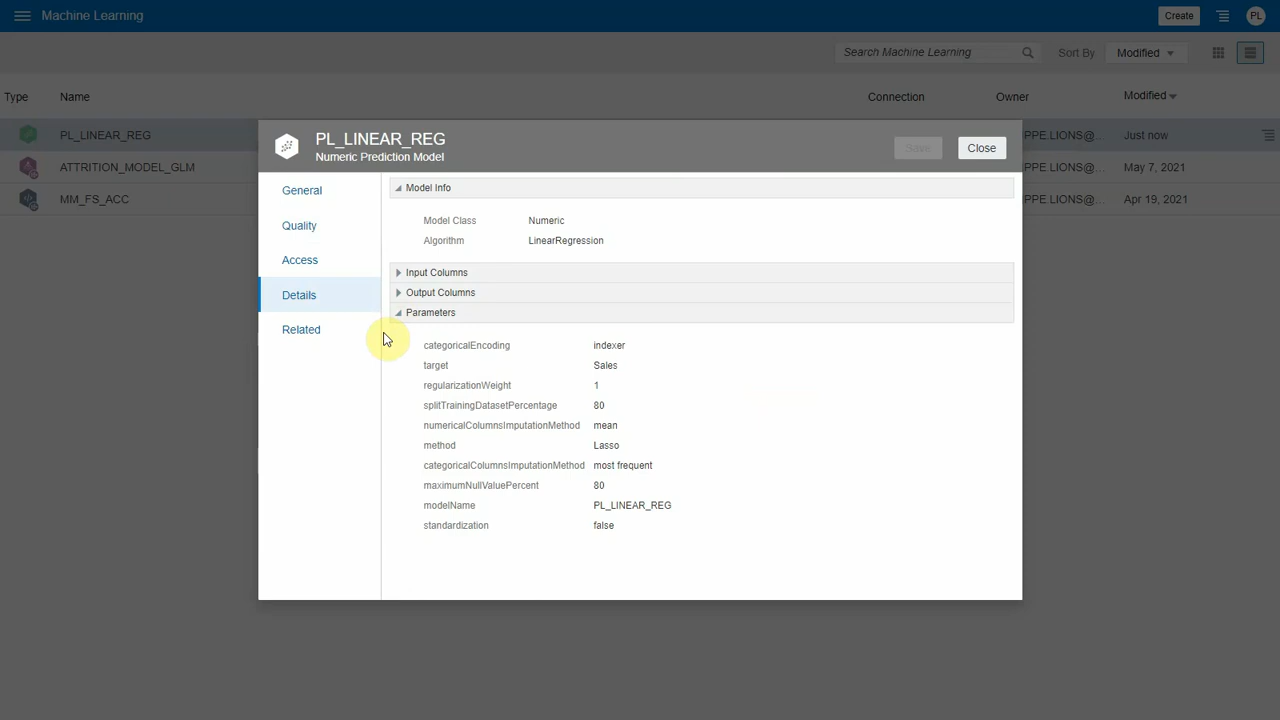 Machine Learning
Create
PL
Search Machine Learning
Sort By
Modified
Type
Name
Connection
Owner
Modified
PL_LINEAR_REG
PPE.LIONS@...
Just now
ATTRITION_MODEL_GLM
PPE.LIONS@...
May 7, 2021
MM_FS_ACC
PPE.LIONS@...
Apr 19, 2021
PL_LINEAR_REG
Numeric Prediction Model
Save
Close
General
Quality
Access
Details
Related
Model Info
Model Class Numeric
Algorithm LinearRegression
Input Columns
Output Columns
Parameters
categoricalEncoding indexer
target Sales
regularizationWeight 1
splitTrainingDatasetPercentage 80
numericalColumnsImputationMethod mean
method Lasso
categoricalColumnsImputationMethod most frequent
maximumNullValuePercent 80
modelName PL_LINEAR_REG
standardization false